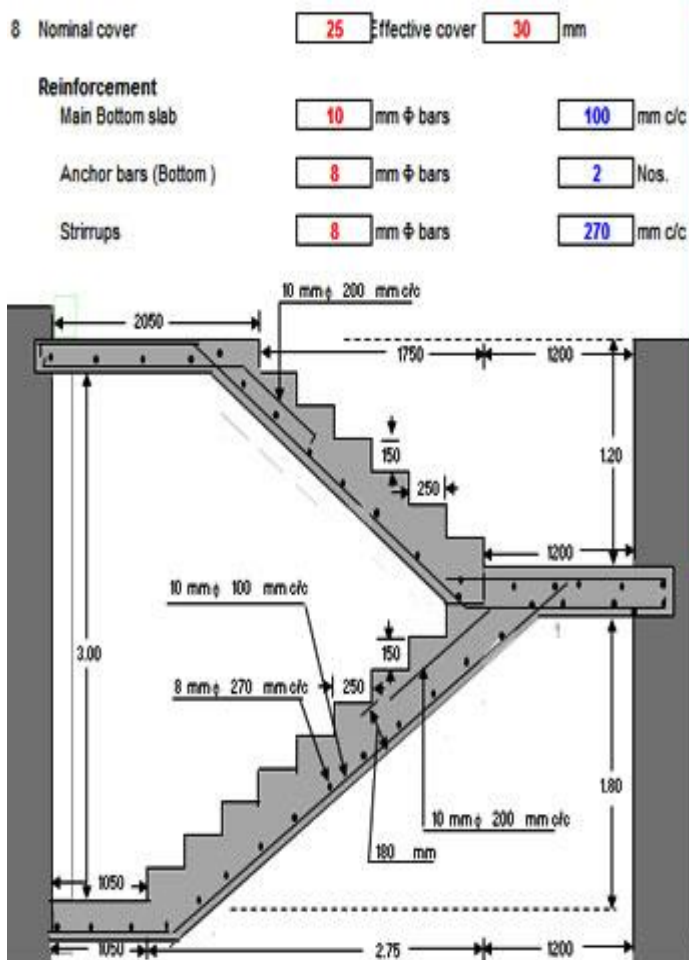 8 Nominal cover 25 Effective cover 30 mm
Reinforcement
Main Bottom slab 10 mm Φ bars 100 mm c/c
Anchor bars (Bottom ) 8 mm Φ bars 2 Nos.
Strirrups 8 mm Φ bars 270 mm c/c
10 mm ϕ 200 mm c/c
2050
1750
1200
150
1.20
250
1200
10 mm ϕ 100 mm c/c
3.00
150
250
8 mm ϕ 270 mm c/c
1.80
10 mm ϕ 200 mm c/c
180 mm
1050
1050
2.75
1200